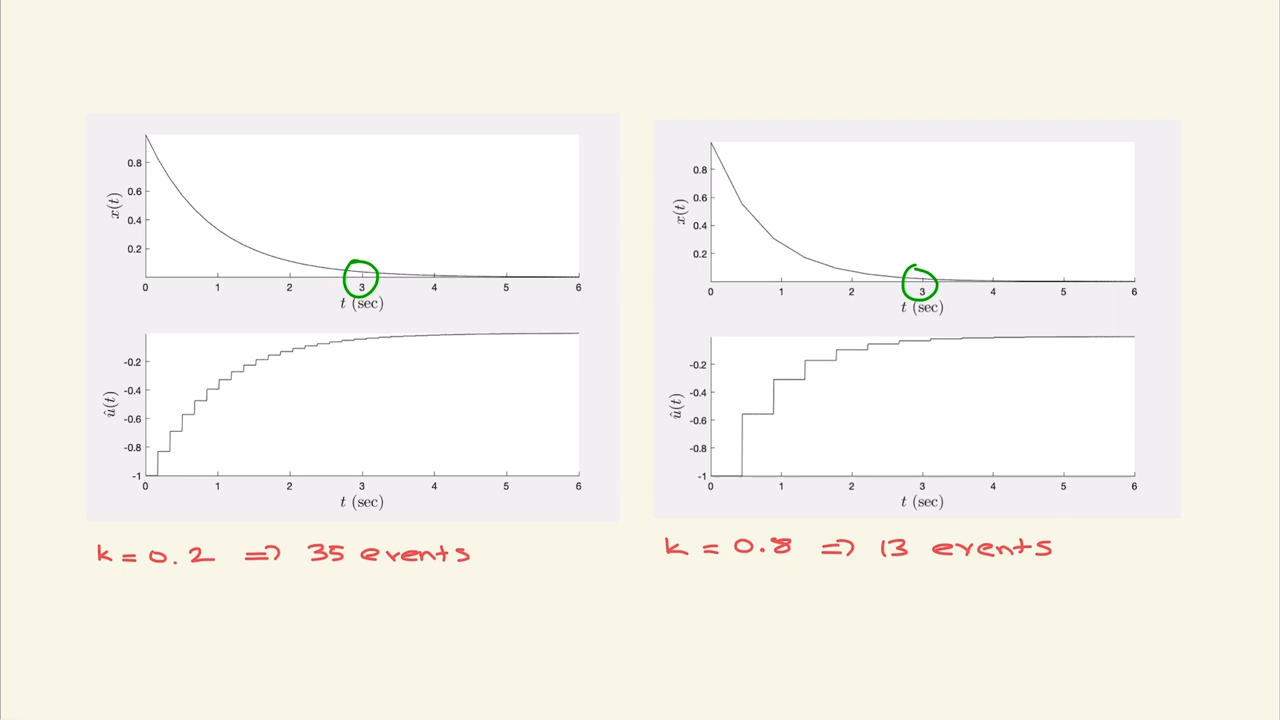 0.8
0.6
0.4
0.2
x(t)
0 1 2 3 4 5 6
t (sec)
-0.2
-0.4
-0.6
-0.8
-1
û(t)
0 1 2 3 4 5 6
t (sec)
k = 0.2 => 35 events
0.8
0.6
0.4
0.2
x(t)
0 1 2 3 4 5 6
t (sec)
-0.2
-0.4
-0.6
-0.8
-1
û(t)
0 1 2 3 4 5 6
t (sec)
k = 0.8 => 13 events